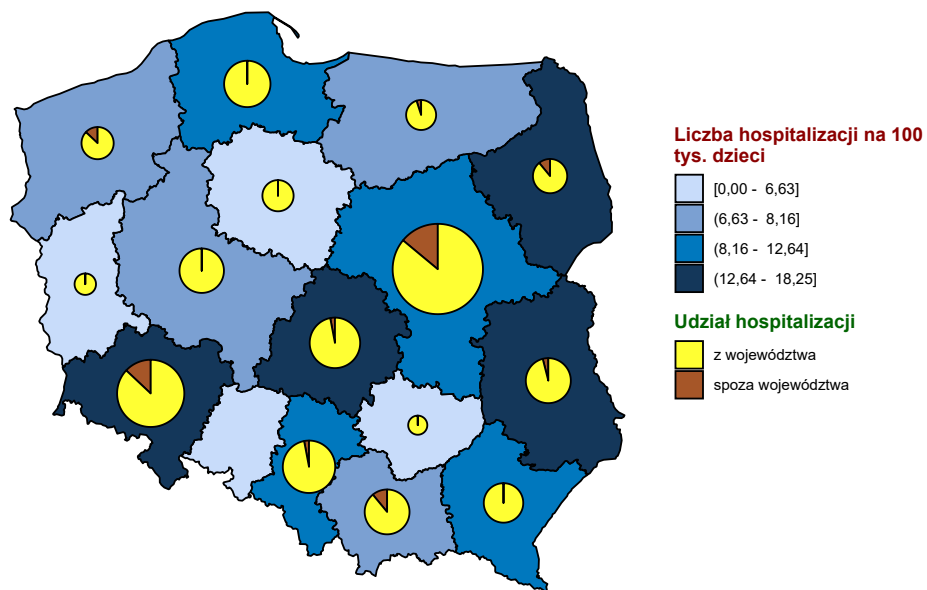 Liczba hospitalizacji na 100
tys. dzieci
[0,00 - 6,63]
(6,63 - 8,16]
(8,16 - 12,64]
(12,64 - 18,25]
Udział hospitalizacji
z województwa
spoza województwa